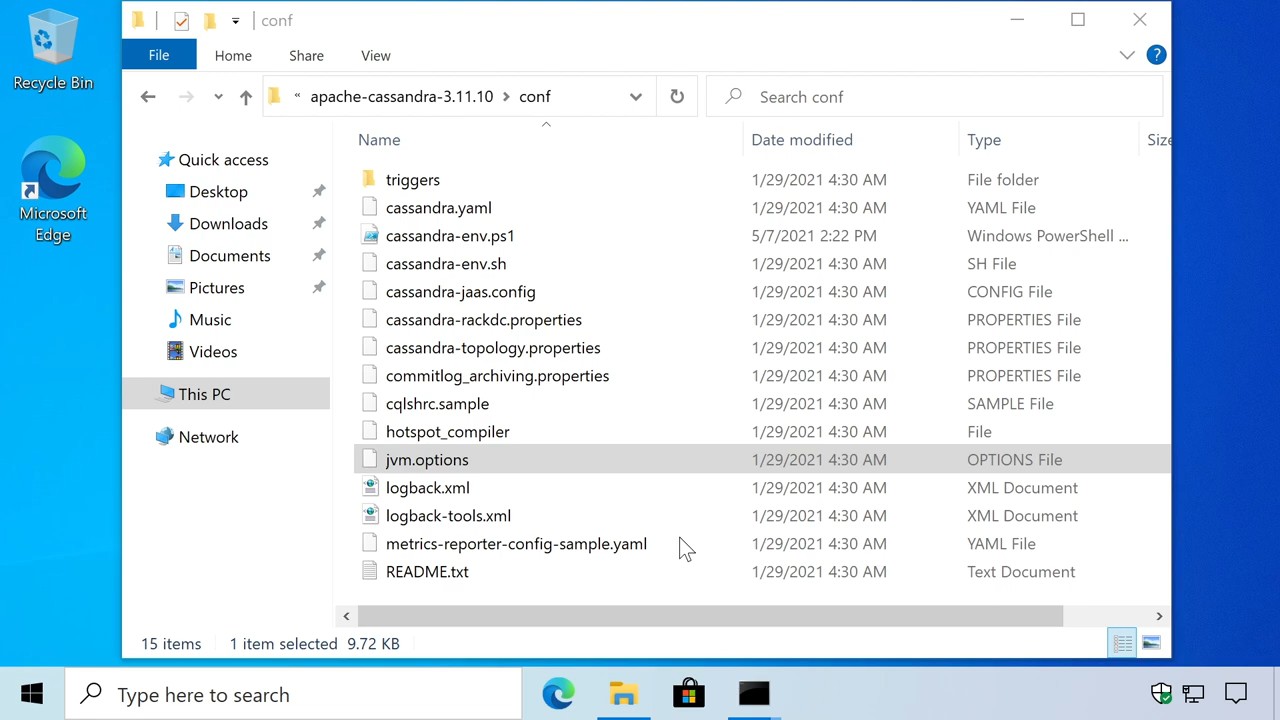 Recycle Bin
Microsoft
Edge
conf
File
Home
Share
View
?
« apache-cassandra-3.11.10 > conf
Search conf
Quick access
Desktop
Downloads
Documents
Pictures
Music
Videos
This PC
Network
Name Date modified Type Size
triggers 1/29/2021 4:30 AM File folder
cassandra.yaml 1/29/2021 4:30 AM YAML File
cassandra-env.ps1 5/7/2021 2:22 PM Windows PowerShell ...
cassandra-env.sh 1/29/2021 4:30 AM SH File
cassandra-jaas.config 1/29/2021 4:30 AM CONFIG File
cassandra-rackdc.properties 1/29/2021 4:30 AM PROPERTIES File
cassandra-topology.properties 1/29/2021 4:30 AM PROPERTIES File
commitlog_archiving.properties 1/29/2021 4:30 AM PROPERTIES File
cqlshrc.sample 1/29/2021 4:30 AM SAMPLE File
hotspot_compiler 1/29/2021 4:30 AM File
jvm.options 1/29/2021 4:30 AM OPTIONS File
logback.xml 1/29/2021 4:30 AM XML Document
logback-tools.xml 1/29/2021 4:30 AM XML Document
metrics-reporter-config-sample.yaml 1/29/2021 4:30 AM YAML File
README.txt 1/29/2021 4:30 AM Text Document
15 items 1 item selected 9.72 KB
Type here to search